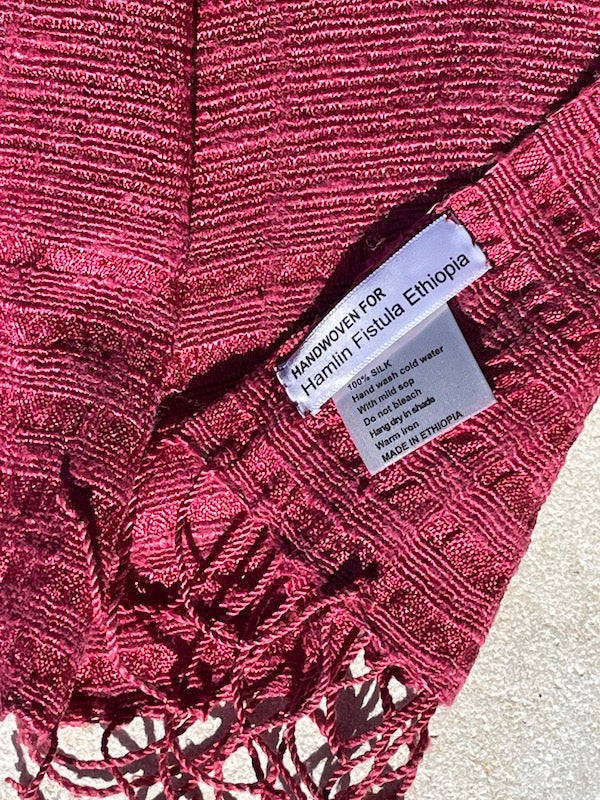 HANDWOVEN FOR
Hamlin Fistula Ethiopia
100% SILK
Hand wash cold water
With mild sop
Do not bleach
Hang dry in shade
Warm iron
MADE IN ETHIOPIA